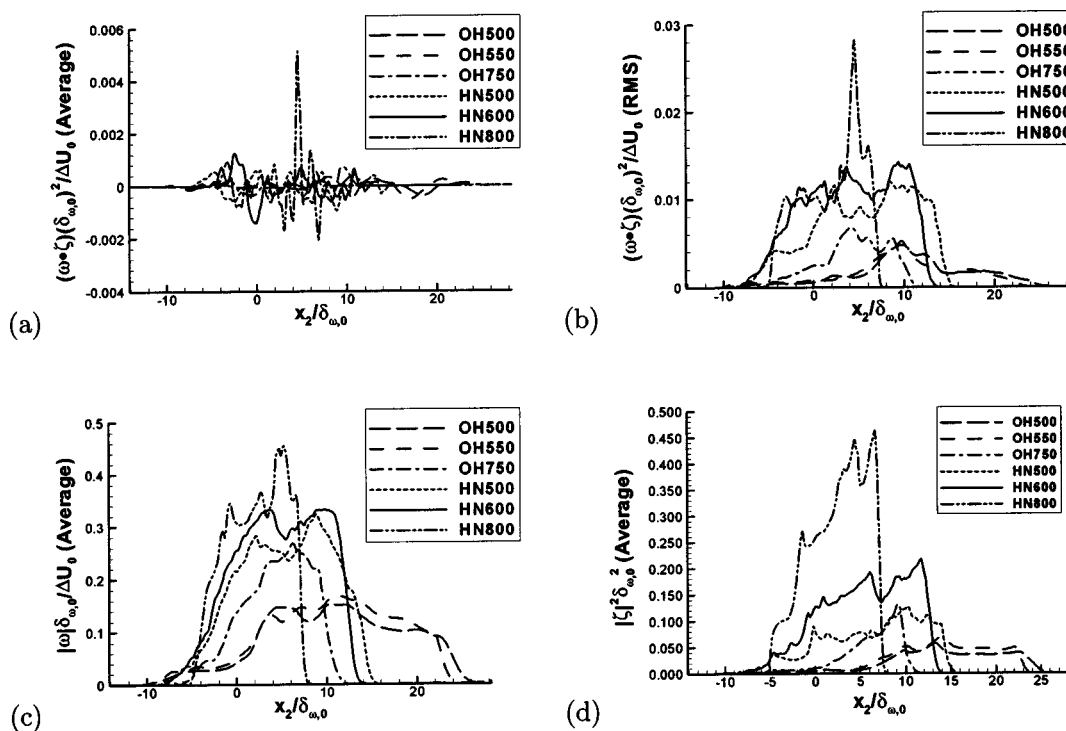 (ω•ζ)(δω,0)²/ΔU0 (Average)
0.006
0.004
0.002
0
-0.002
-0.004
-10
0
10
20
x2/δω,0
OH500
OH550
OH750
HN500
HN600
HN800
(a)
(ω•ζ)(δω,0)²/ΔU0 (RMS)
0.03
0.02
0.01
0
-10
0
10
20
x2/δω,0
OH500
OH550
OH750
HN500
HN600
HN800
(b)
|ω|δω,0/ΔU0 (Average)
0.5
0.4
0.3
0.2
0.1
0
-10
0
10
20
x2/δω,0
OH500
OH550
OH750
HN500
HN600
HN800
(c)
|ζ|²δω,0² (Average)
0.500
0.450
0.400
0.350
0.300
0.250
0.200
0.150
0.100
0.050
0.000
-10
-5
0
5
10
15
20
25
x2/δω,0
OH500
OH550
OH750
HN500
HN600
HN800
(d)